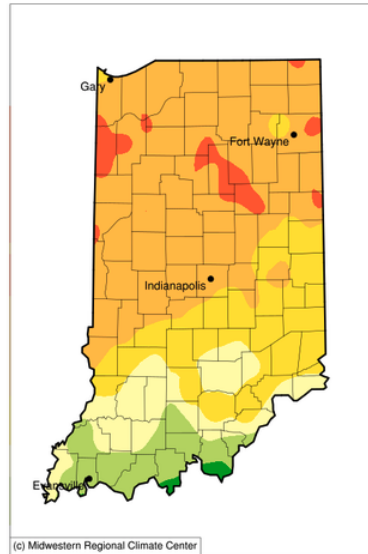 Gary
Fort Wayne
Indianapolis
Evansville
(c) Midwestern Regional Climate Center